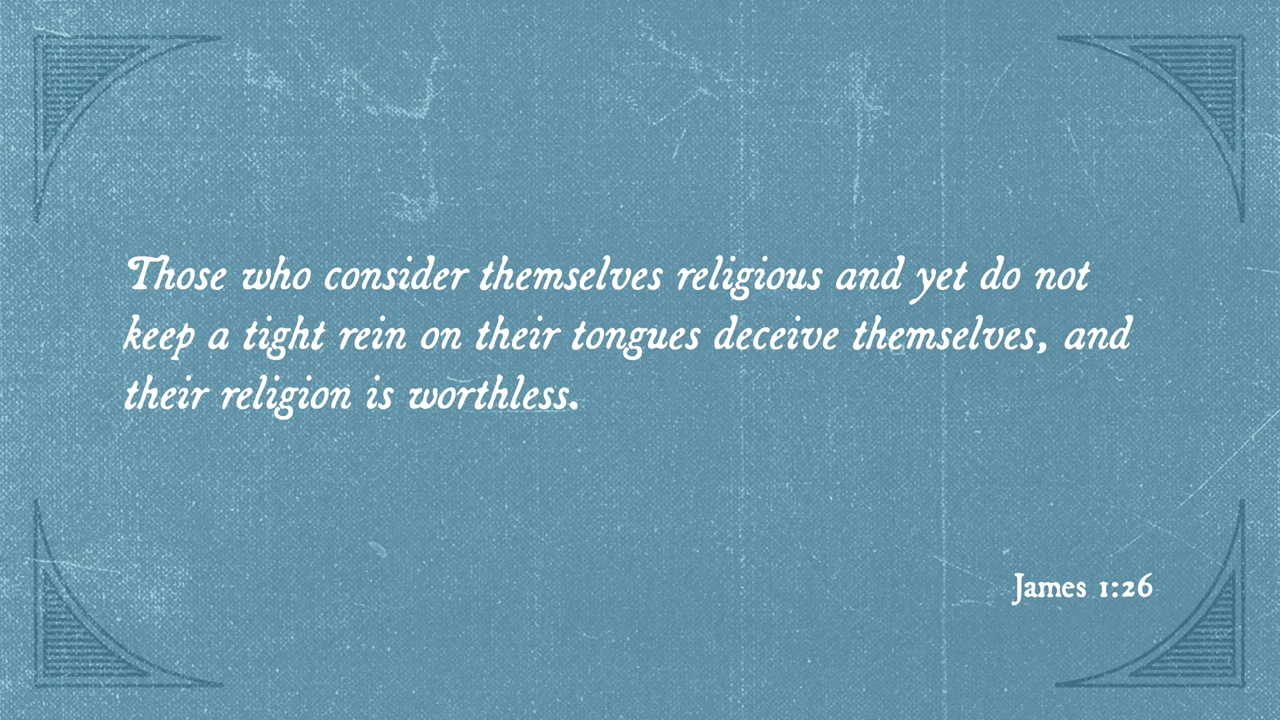 Those who consider themselves religious and yet do not
keep a tight rein on their tongues deceive themselves, and
their religion is worthless.
James 1:26